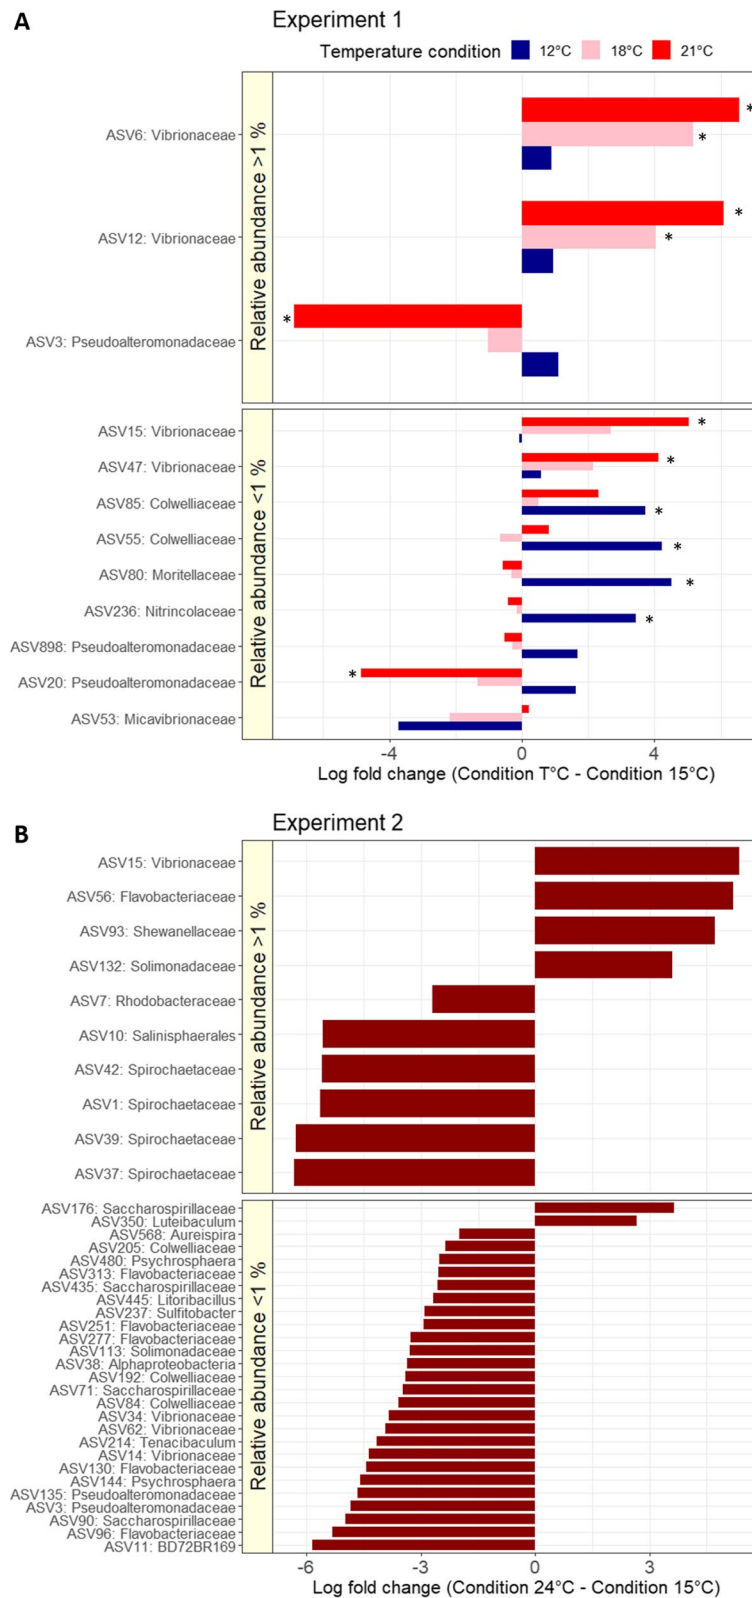 A
Experiment 1
Temperature condition 12°C 18°C 21°C
Relative abundance >1 %
ASV6: Vibrionaceae
*
*
ASV12: Vibrionaceae
*
*
ASV3: Pseudoalteromonadaceae
*
Relative abundance <1 %
ASV15: Vibrionaceae
*
ASV47: Vibrionaceae
*
ASV85: Colwelliaceae
*
ASV55: Colwelliaceae
*
ASV80: Moritellaceae
*
ASV236: Nitrincolaceae
*
ASV898: Pseudoalteromonadaceae
ASV20: Pseudoalteromonadaceae
*
ASV53: Micavibrionaceae
-4 0 4
Log fold change (Condition T°C - Condition 15°C)
B
Experiment 2
Relative abundance >1 %
ASV15: Vibrionaceae
ASV56: Flavobacteriaceae
ASV93: Shewanellaceae
ASV132: Solimonadaceae
ASV7: Rhodobacteraceae
ASV10: Salinisphaerales
ASV42: Spirochaetaceae
ASV1: Spirochaetaceae
ASV39: Spirochaetaceae
ASV37: Spirochaetaceae
Relative abundance <1 %
ASV176: Saccharospirillaceae
ASV350: Luteibaculum
ASV568: Aureispira
ASV205: Colwelliaceae
ASV480: Psychrosphaera
ASV313: Flavobacteriaceae
ASV435: Saccharospirillaceae
ASV445: Litoribacillus
ASV237: Sulfitobacter
ASV251: Flavobacteriaceae
ASV277: Flavobacteriaceae
ASV113: Solimonadaceae
ASV38: Alphaproteobacteria
ASV192: Colwelliaceae
ASV71: Saccharospirillaceae
ASV84: Colwelliaceae
ASV34: Vibrionaceae
ASV62: Vibrionaceae
ASV214: Tenacibaculum
ASV14: Vibrionaceae
ASV130: Flavobacteriaceae
ASV144: Psychrosphaera
ASV135: Pseudoalteromonadaceae
ASV3: Pseudoalteromonadaceae
ASV90: Saccharospirillaceae
ASV96: Flavobacteriaceae
ASV11: BD72BR169
-6 -3 0 3
Log fold change (Condition 24°C - Condition 15°C)